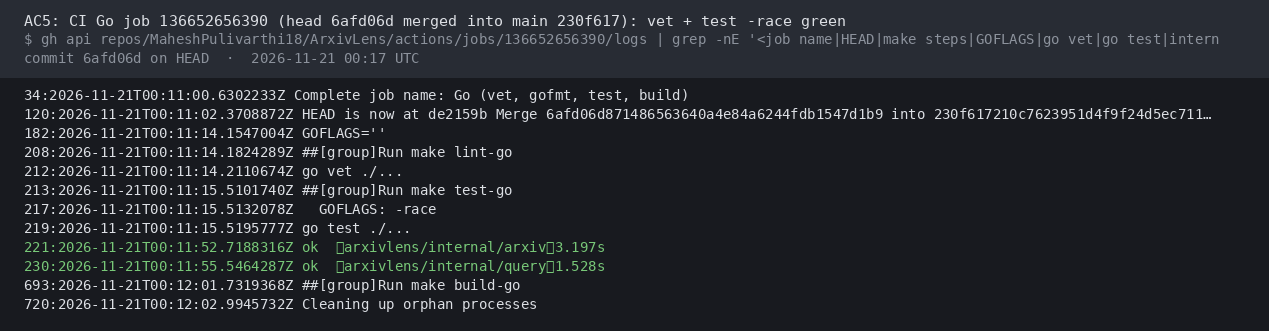 AC5: CI Go job 136652656390 (head 6afd06d merged into main 230f617): vet + test -race green
$ gh api repos/MaheshPulivarthi18/ArxivLens/actions/jobs/136652656390/logs | grep -nE '<job name|HEAD|make steps|GOFLAGS|go vet|go test|intern
commit 6afd06d on HEAD · 2026-11-21 00:17 UTC
34:2026-11-21T00:11:00.6302233Z Complete job name: Go (vet, gofmt, test, build)
120:2026-11-21T00:11:02.3708872Z HEAD is now at de2159b Merge 6afd06d871486563640a4e84a6244fdb1547d1b9 into 230f617210c7623951d4f9f24d5ec711…
182:2026-11-21T00:11:14.1547004Z GOFLAGS=''
208:2026-11-21T00:11:14.1824289Z ##[group]Run make lint-go
212:2026-11-21T00:11:14.2110674Z go vet ./...
213:2026-11-21T00:11:15.5101740Z ##[group]Run make test-go
217:2026-11-21T00:11:15.5132078Z   GOFLAGS: -race
219:2026-11-21T00:11:15.5195777Z go test ./...
221:2026-11-21T00:11:52.7188316Z ok  arxivlens/internal/arxiv 3.197s
230:2026-11-21T00:11:55.5464287Z ok  arxivlens/internal/query 1.528s
693:2026-11-21T00:12:01.7319368Z ##[group]Run make build-go
720:2026-11-21T00:12:02.9945732Z Cleaning up orphan processes